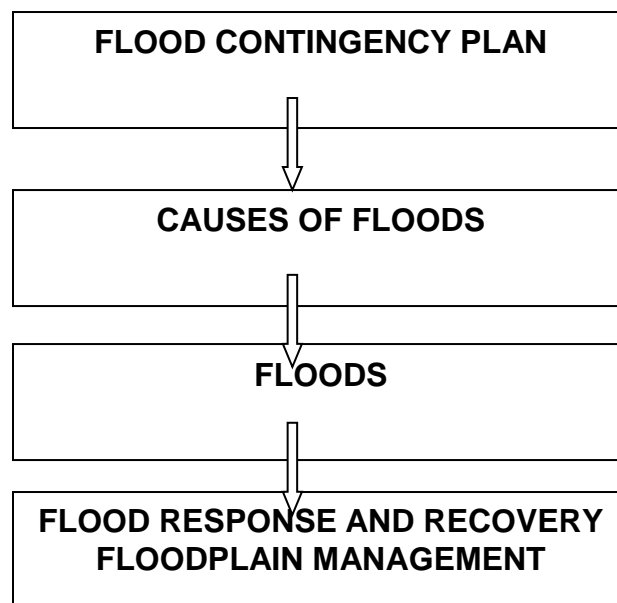 FLOOD CONTINGENCY PLAN
CAUSES OF FLOODS
FLOODS
FLOOD RESPONSE AND RECOVERY
FLOODPLAIN MANAGEMENT